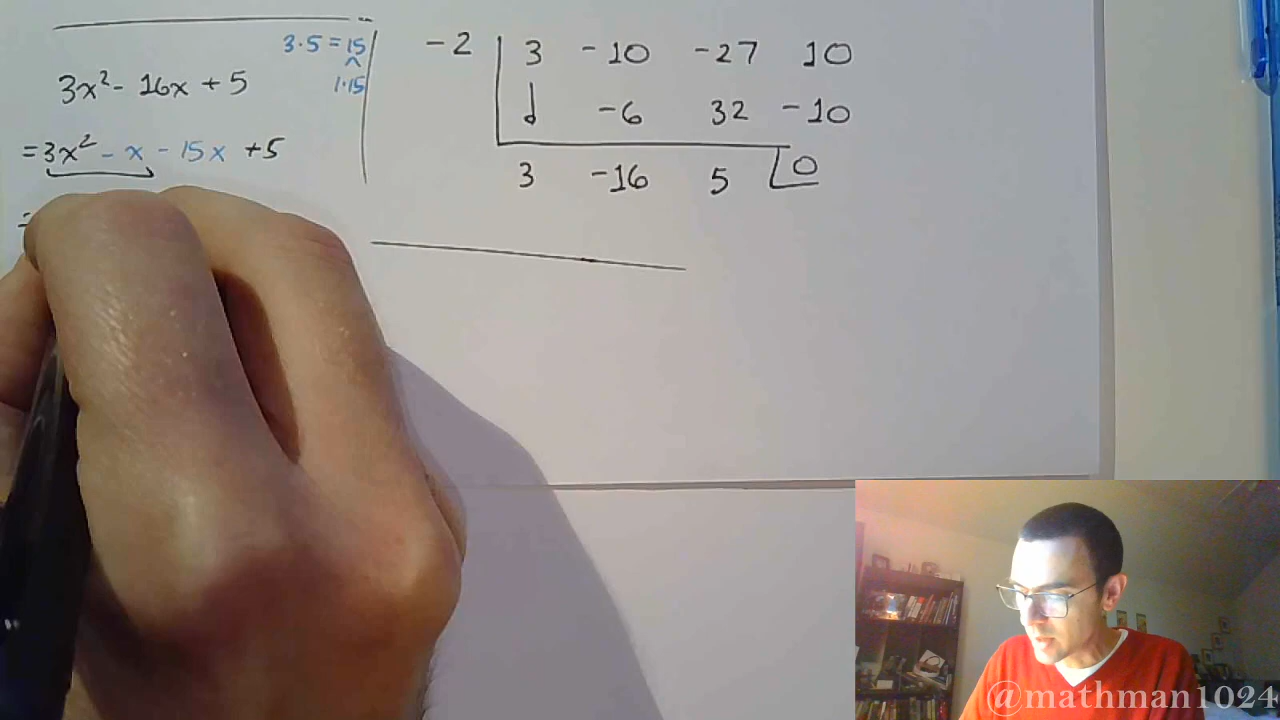 3·5 = 15
1·15
3x² - 16x + 5
= 3x² - x - 15x + 5
=
-2 3 -10 -27 10
-6 32 -10
3 -16 5 0
@mathman1024